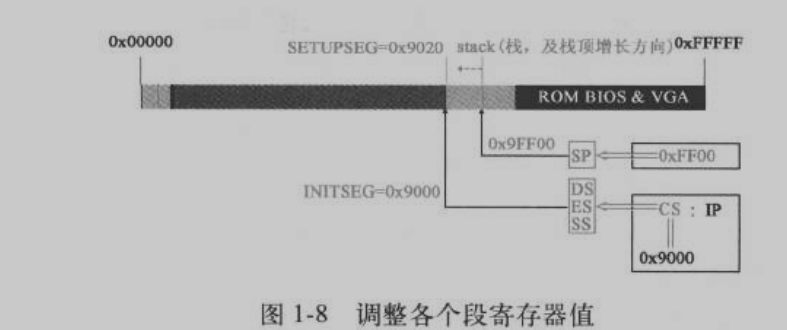 0x00000
SETUPSEG=0x9020
stack(栈，及栈顶增长方向)
0xFFFFF
ROM BIOS & VGA
0x9FF00
SP
0xFF00
INITSEG=0x9000
DS
ES
SS
CS : IP
0x9000
图 1-8 调整各个段寄存器值